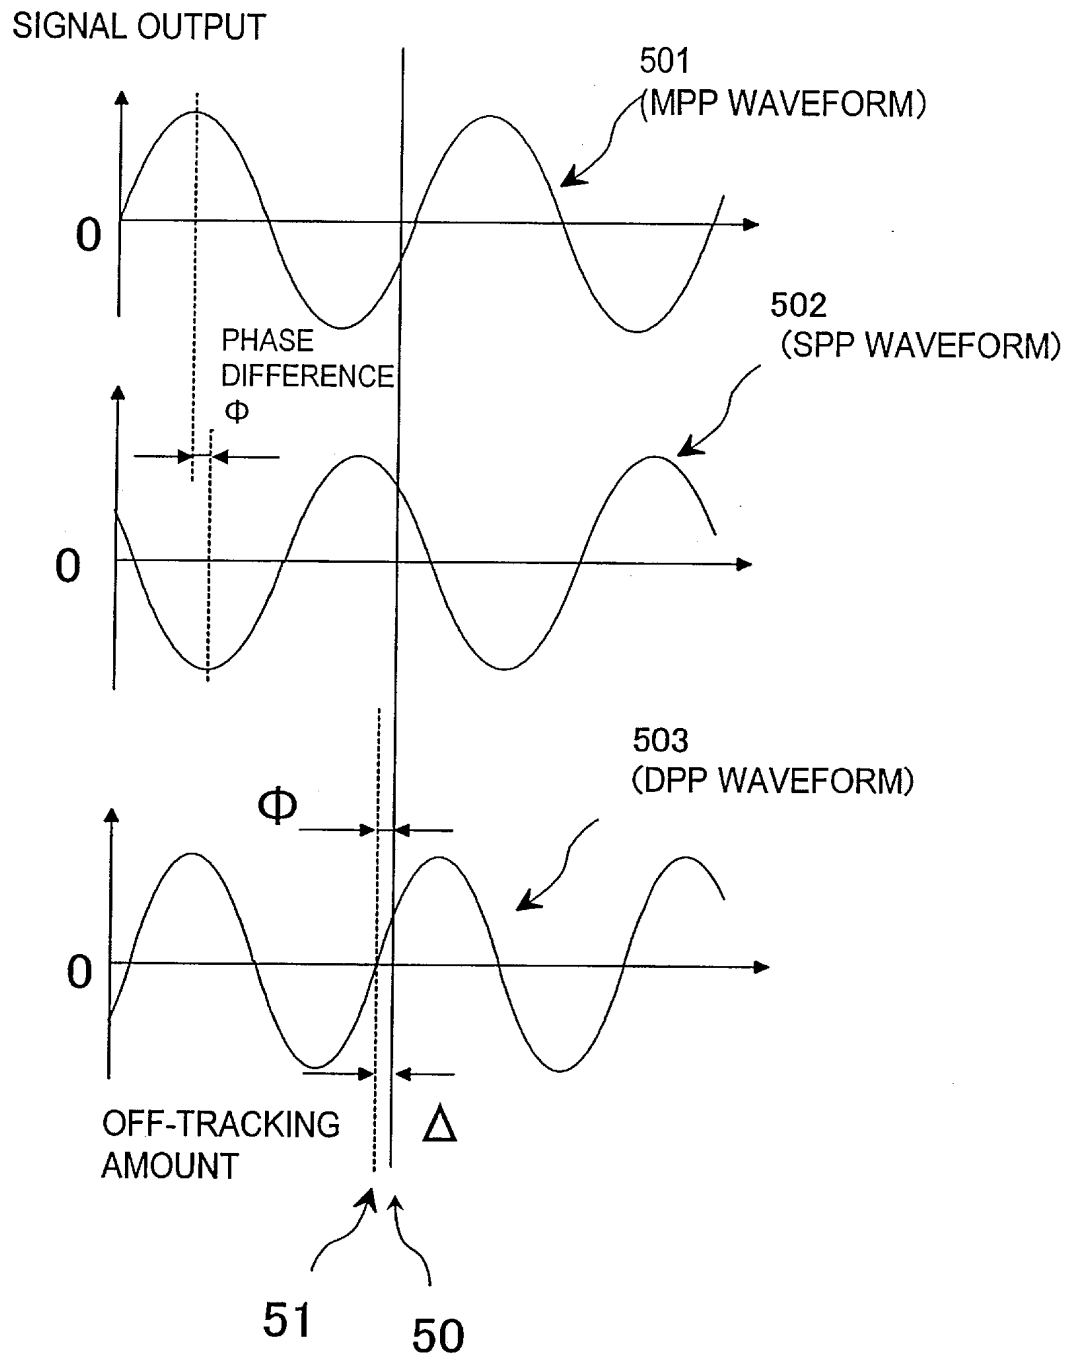 SIGNAL OUTPUT
501
(MPP WAVEFORM)
0
502
(SPP WAVEFORM)
PHASE
DIFFERENCE
Φ
0
503
(DPP WAVEFORM)
Φ
0
OFF-TRACKING
AMOUNT
Δ
51
50